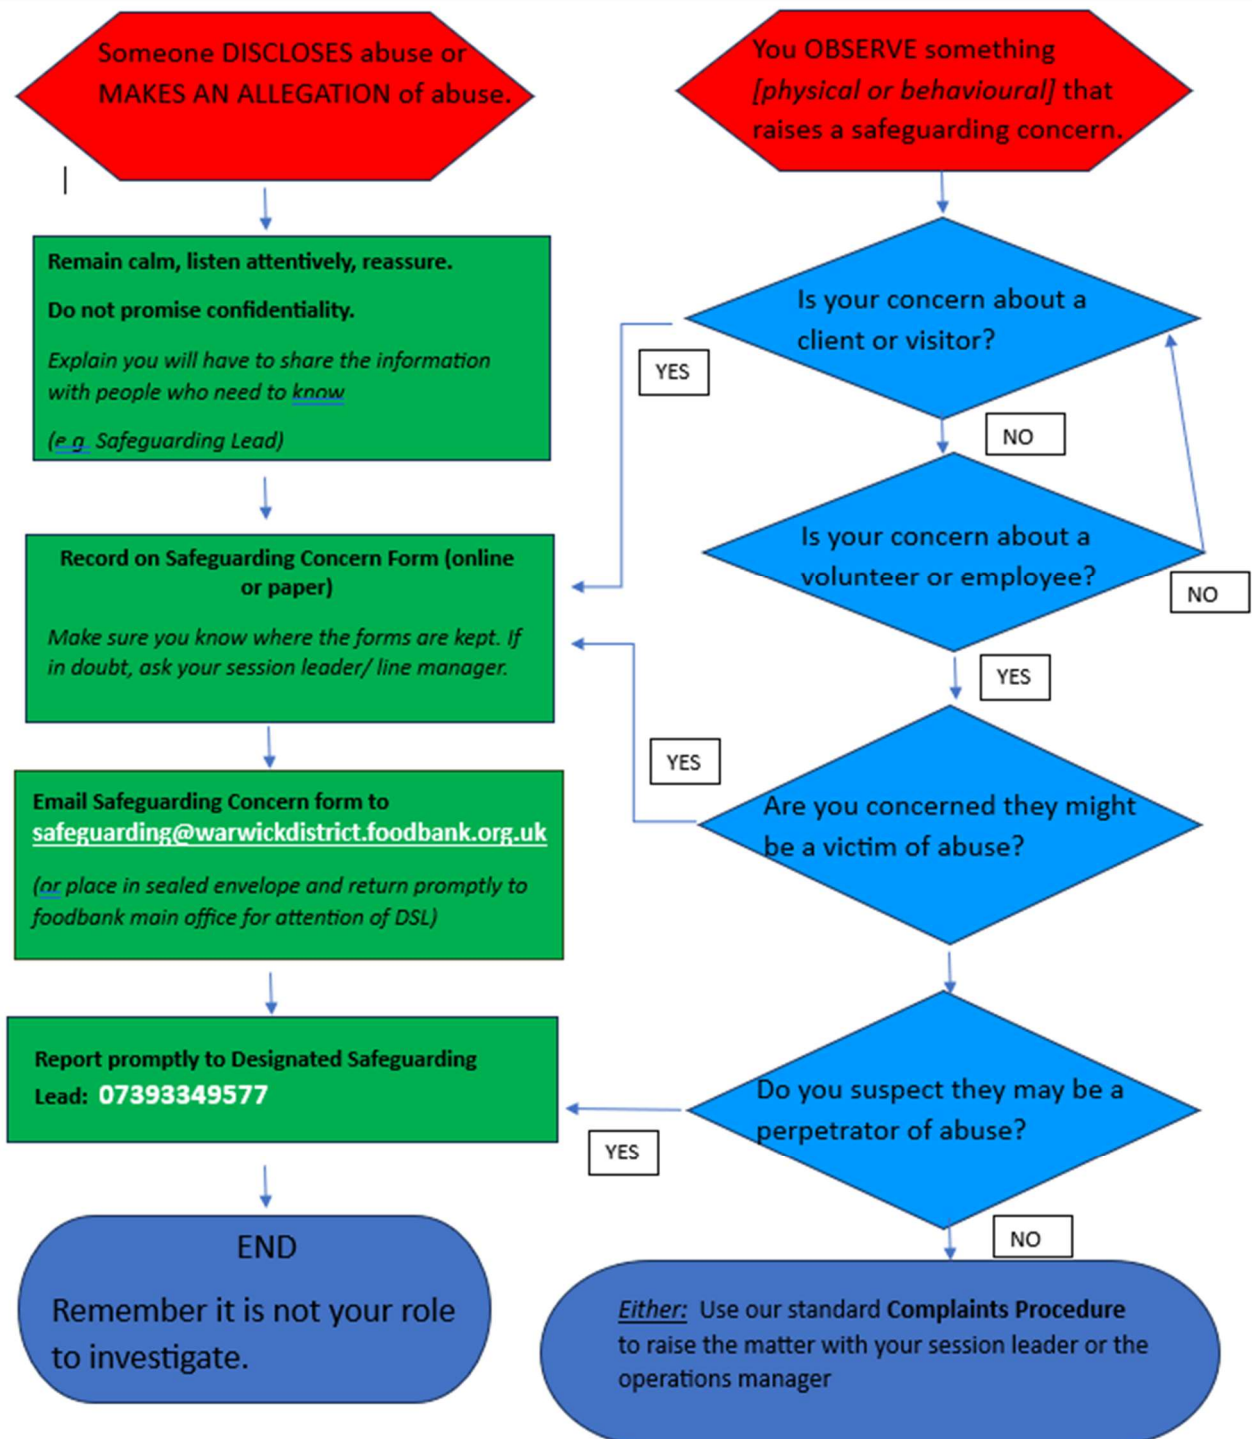 Someone DISCLOSES abuse or
MAKES AN ALLEGATION of abuse.
Remain calm, listen attentively, reassure.
Do not promise confidentiality.
Explain you will have to share the information
with people who need to know
(e.g. Safeguarding Lead)
Record on Safeguarding Concern Form (online
or paper)
Make sure you know where the forms are kept. If
in doubt, ask your session leader/ line manager.
Email Safeguarding Concern form to
safeguarding@warwickdistrict.foodbank.org.uk
(or place in sealed envelope and return promptly to
foodbank main office for attention of DSL)
Report promptly to Designated Safeguarding
Lead: 07393349577
END
Remember it is not your role
to investigate.
You OBSERVE something
[physical or behavioural] that
raises a safeguarding concern.
Is your concern about a
client or visitor?
YES
NO
Is your concern about a
volunteer or employee?
NO
YES
Are you concerned they might
be a victim of abuse?
YES
Do you suspect they may be a
perpetrator of abuse?
YES
NO
Either: Use our standard Complaints Procedure
to raise the matter with your session leader or the
operations manager